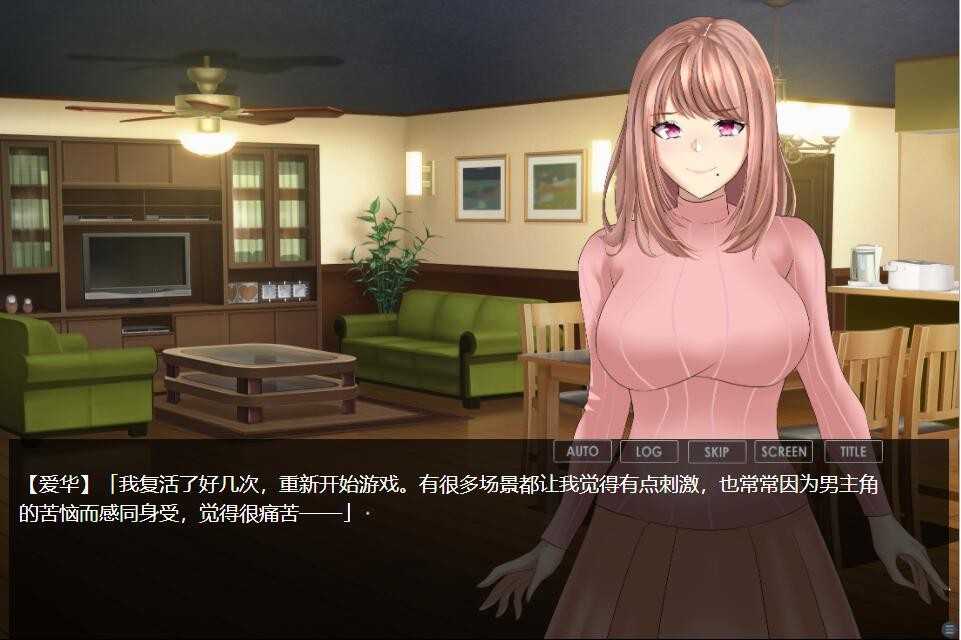 AUTO LOG SKIP SCREEN TITLE
【爱华】「我复活了好几次，重新开始游戏。有很多场景都让我觉得有点刺激，也常常因为男主角
的苦恼而感同身受，觉得很痛苦——」